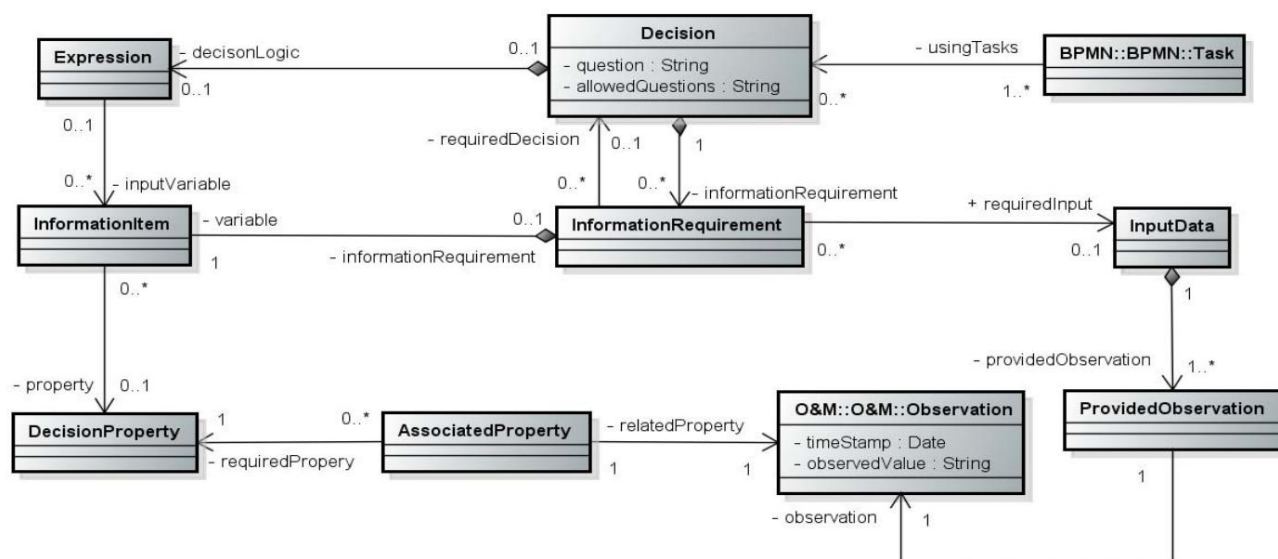 Decision
- question : String
- allowedQuestions : String
Expression
- decisonLogic
0..1
0..1
- usingTasks
BPMN::BPMN::Task
0..*
1..*
0..1
- requiredDecision
0..1
1
0..*
- inputVariable
0..*
0..*
- informationRequirement
InformationItem
- variable
0..1
InformationRequirement
+ requiredInput
InputData
1
- informationRequirement
0..*
0..1
0..*
1
- property
0..1
- providedObservation
1..*
DecisionProperty
1
0..*
AssociatedProperty
- relatedProperty
O&M::O&M::Observation
- timeStamp : Date
- observedValue : String
ProvidedObservation
- requiredPropery
1
1
1
- observation
1